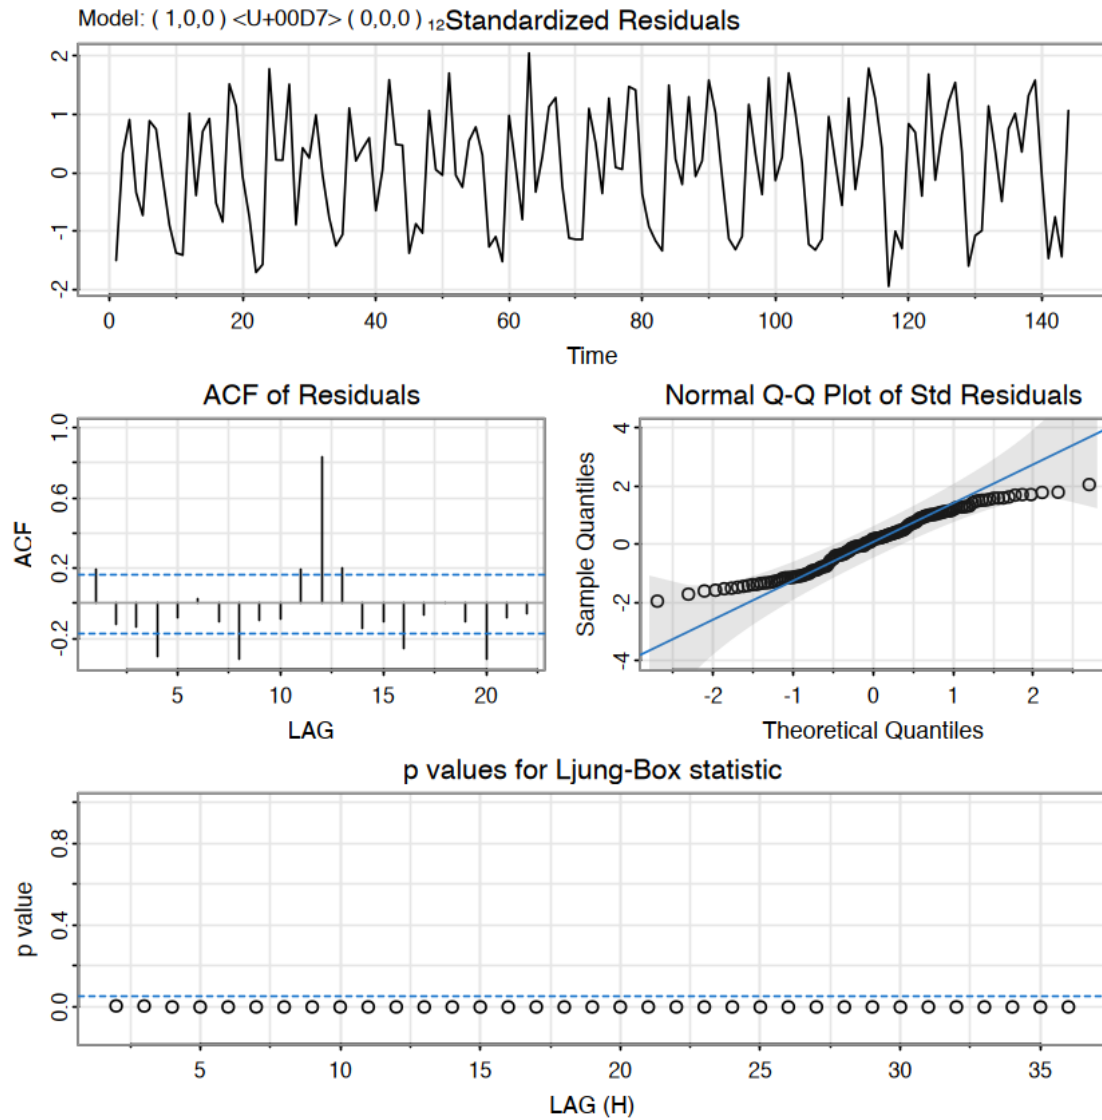 Model: ( 1,0,0 ) <U+00D7> ( 0,0,0 ) 12 Standardized Residuals
2
1
0
-1
-2
0 20 40 60 80 100 120 140
Time
ACF of Residuals
1.0
0.6
0.2
-0.2
ACF
5 10 15 20
LAG
Normal Q-Q Plot of Std Residuals
4
2
0
-2
-4
Sample Quantiles
-2 -1 0 1 2
Theoretical Quantiles
p values for Ljung-Box statistic
0.8
0.4
0.0
p value
5 10 15 20 25 30 35
LAG (H)